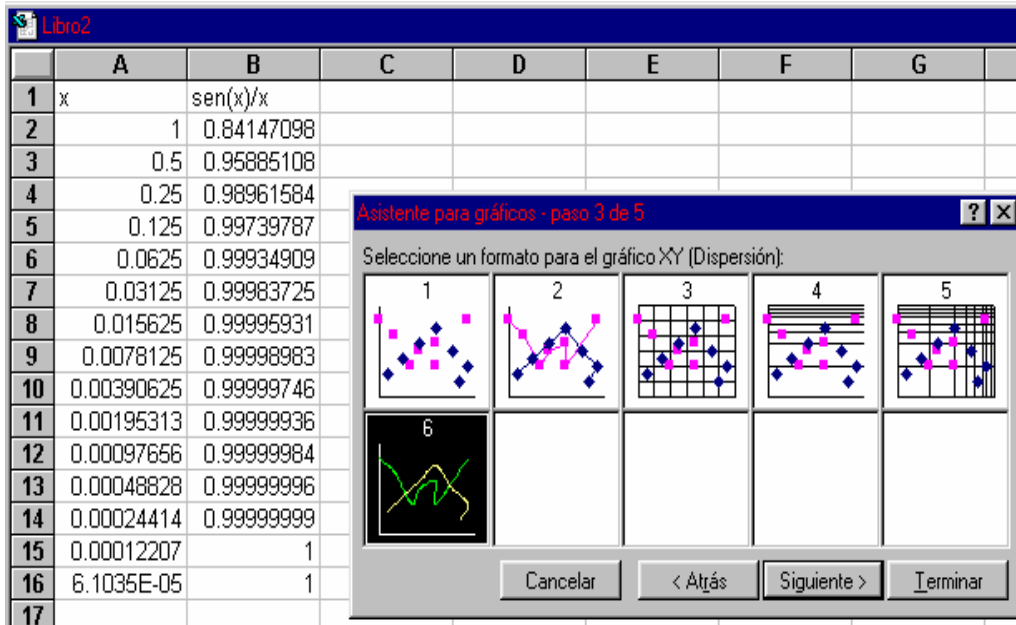 Libro2
A B C D E F G
1 x sen(x)/x
2 1 0.84147098
3 0.5 0.95885108
4 0.25 0.98961584
5 0.125 0.99739787
6 0.0625 0.99934909
7 0.03125 0.99983725
8 0.015625 0.99995931
9 0.0078125 0.99998983
10 0.00390625 0.99999746
11 0.00195313 0.99999936
12 0.00097656 0.99999984
13 0.00048828 0.99999996
14 0.00024414 0.99999999
15 0.00012207 1
16 6.1035E-05 1
17
Asistente para gráficos - paso 3 de 5
Seleccione un formato para el gráfico XY (Dispersión):
1 2 3 4 5
6
Cancelar < Atrás Siguiente > Terminar